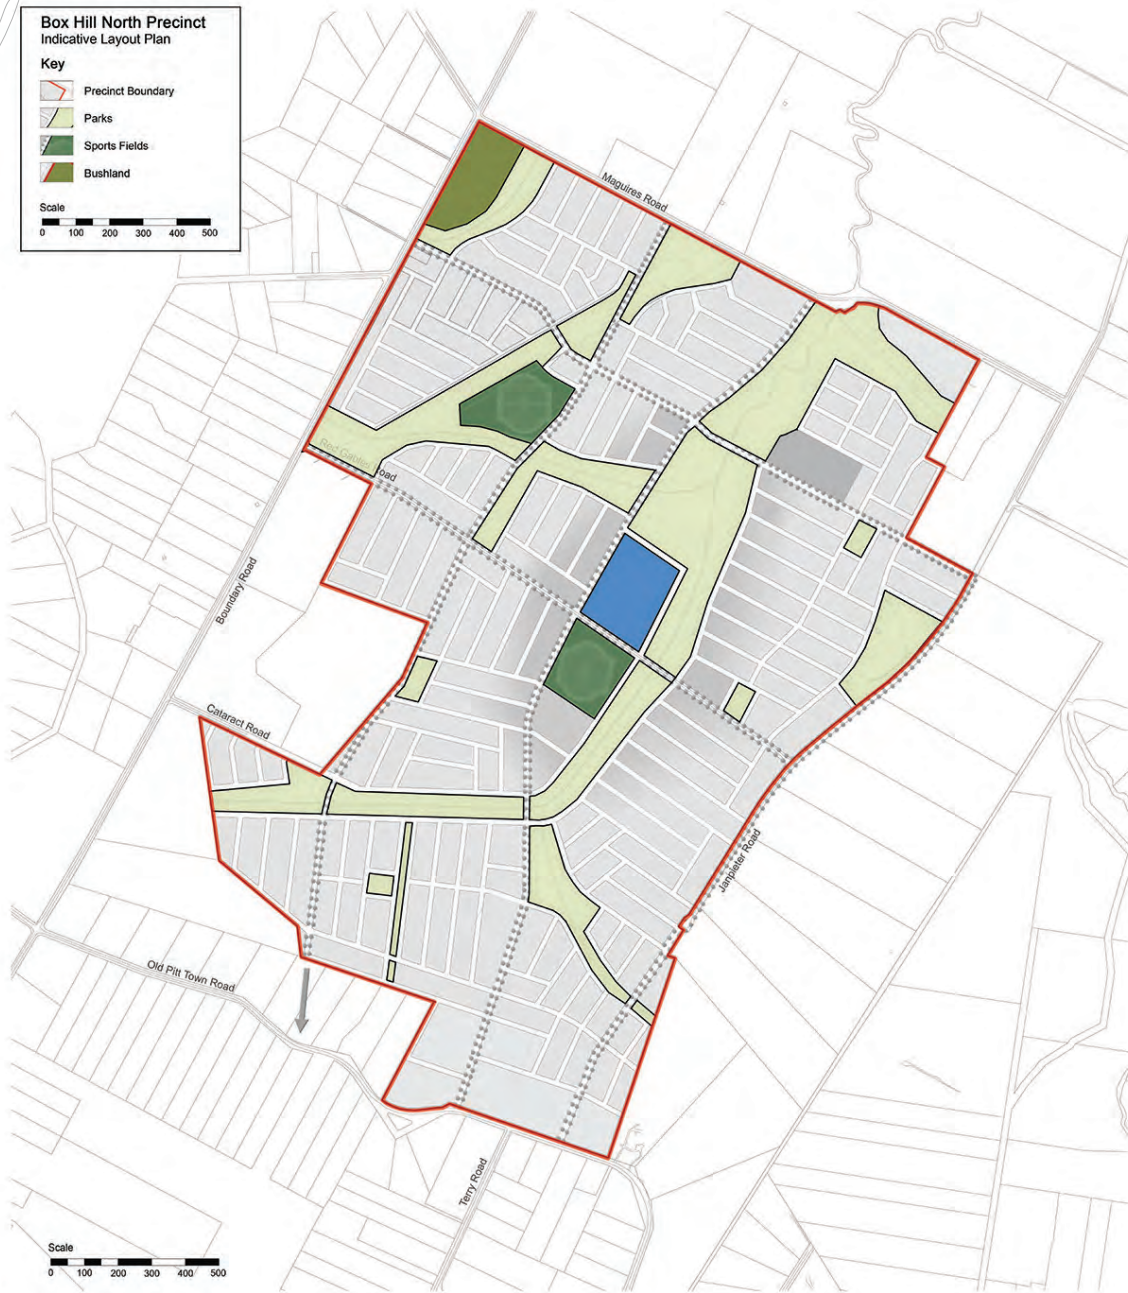 Box Hill North Precinct
Indicative Layout Plan
Key
Precinct Boundary
Parks
Sports Fields
Bushland
Scale
0 100 200 300 400 500
Maguires Road
Red Gables Road
Boundary Road
Cataract Road
Janpieter Road
Old Pitt Town Road
Terry Road
Scale
0 100 200 300 400 500